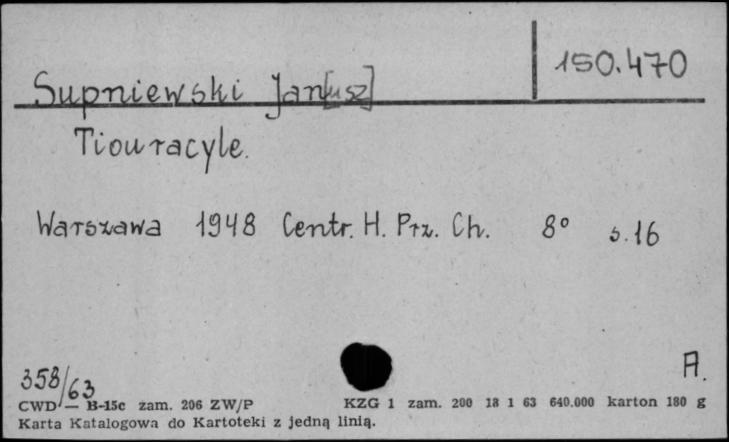 150.470
Supniewski Jan[usz]
Tiouracyle.
Warszawa 1948 Centr. H. Prz. Ch. 8° s. 16
358/63
A.
CWD — B-15c zam. 206 ZW/P KZG 1 zam. 200 18 1 63 640.000 karton 180 g
Karta Katalogowa do Kartoteki z jedną linią.